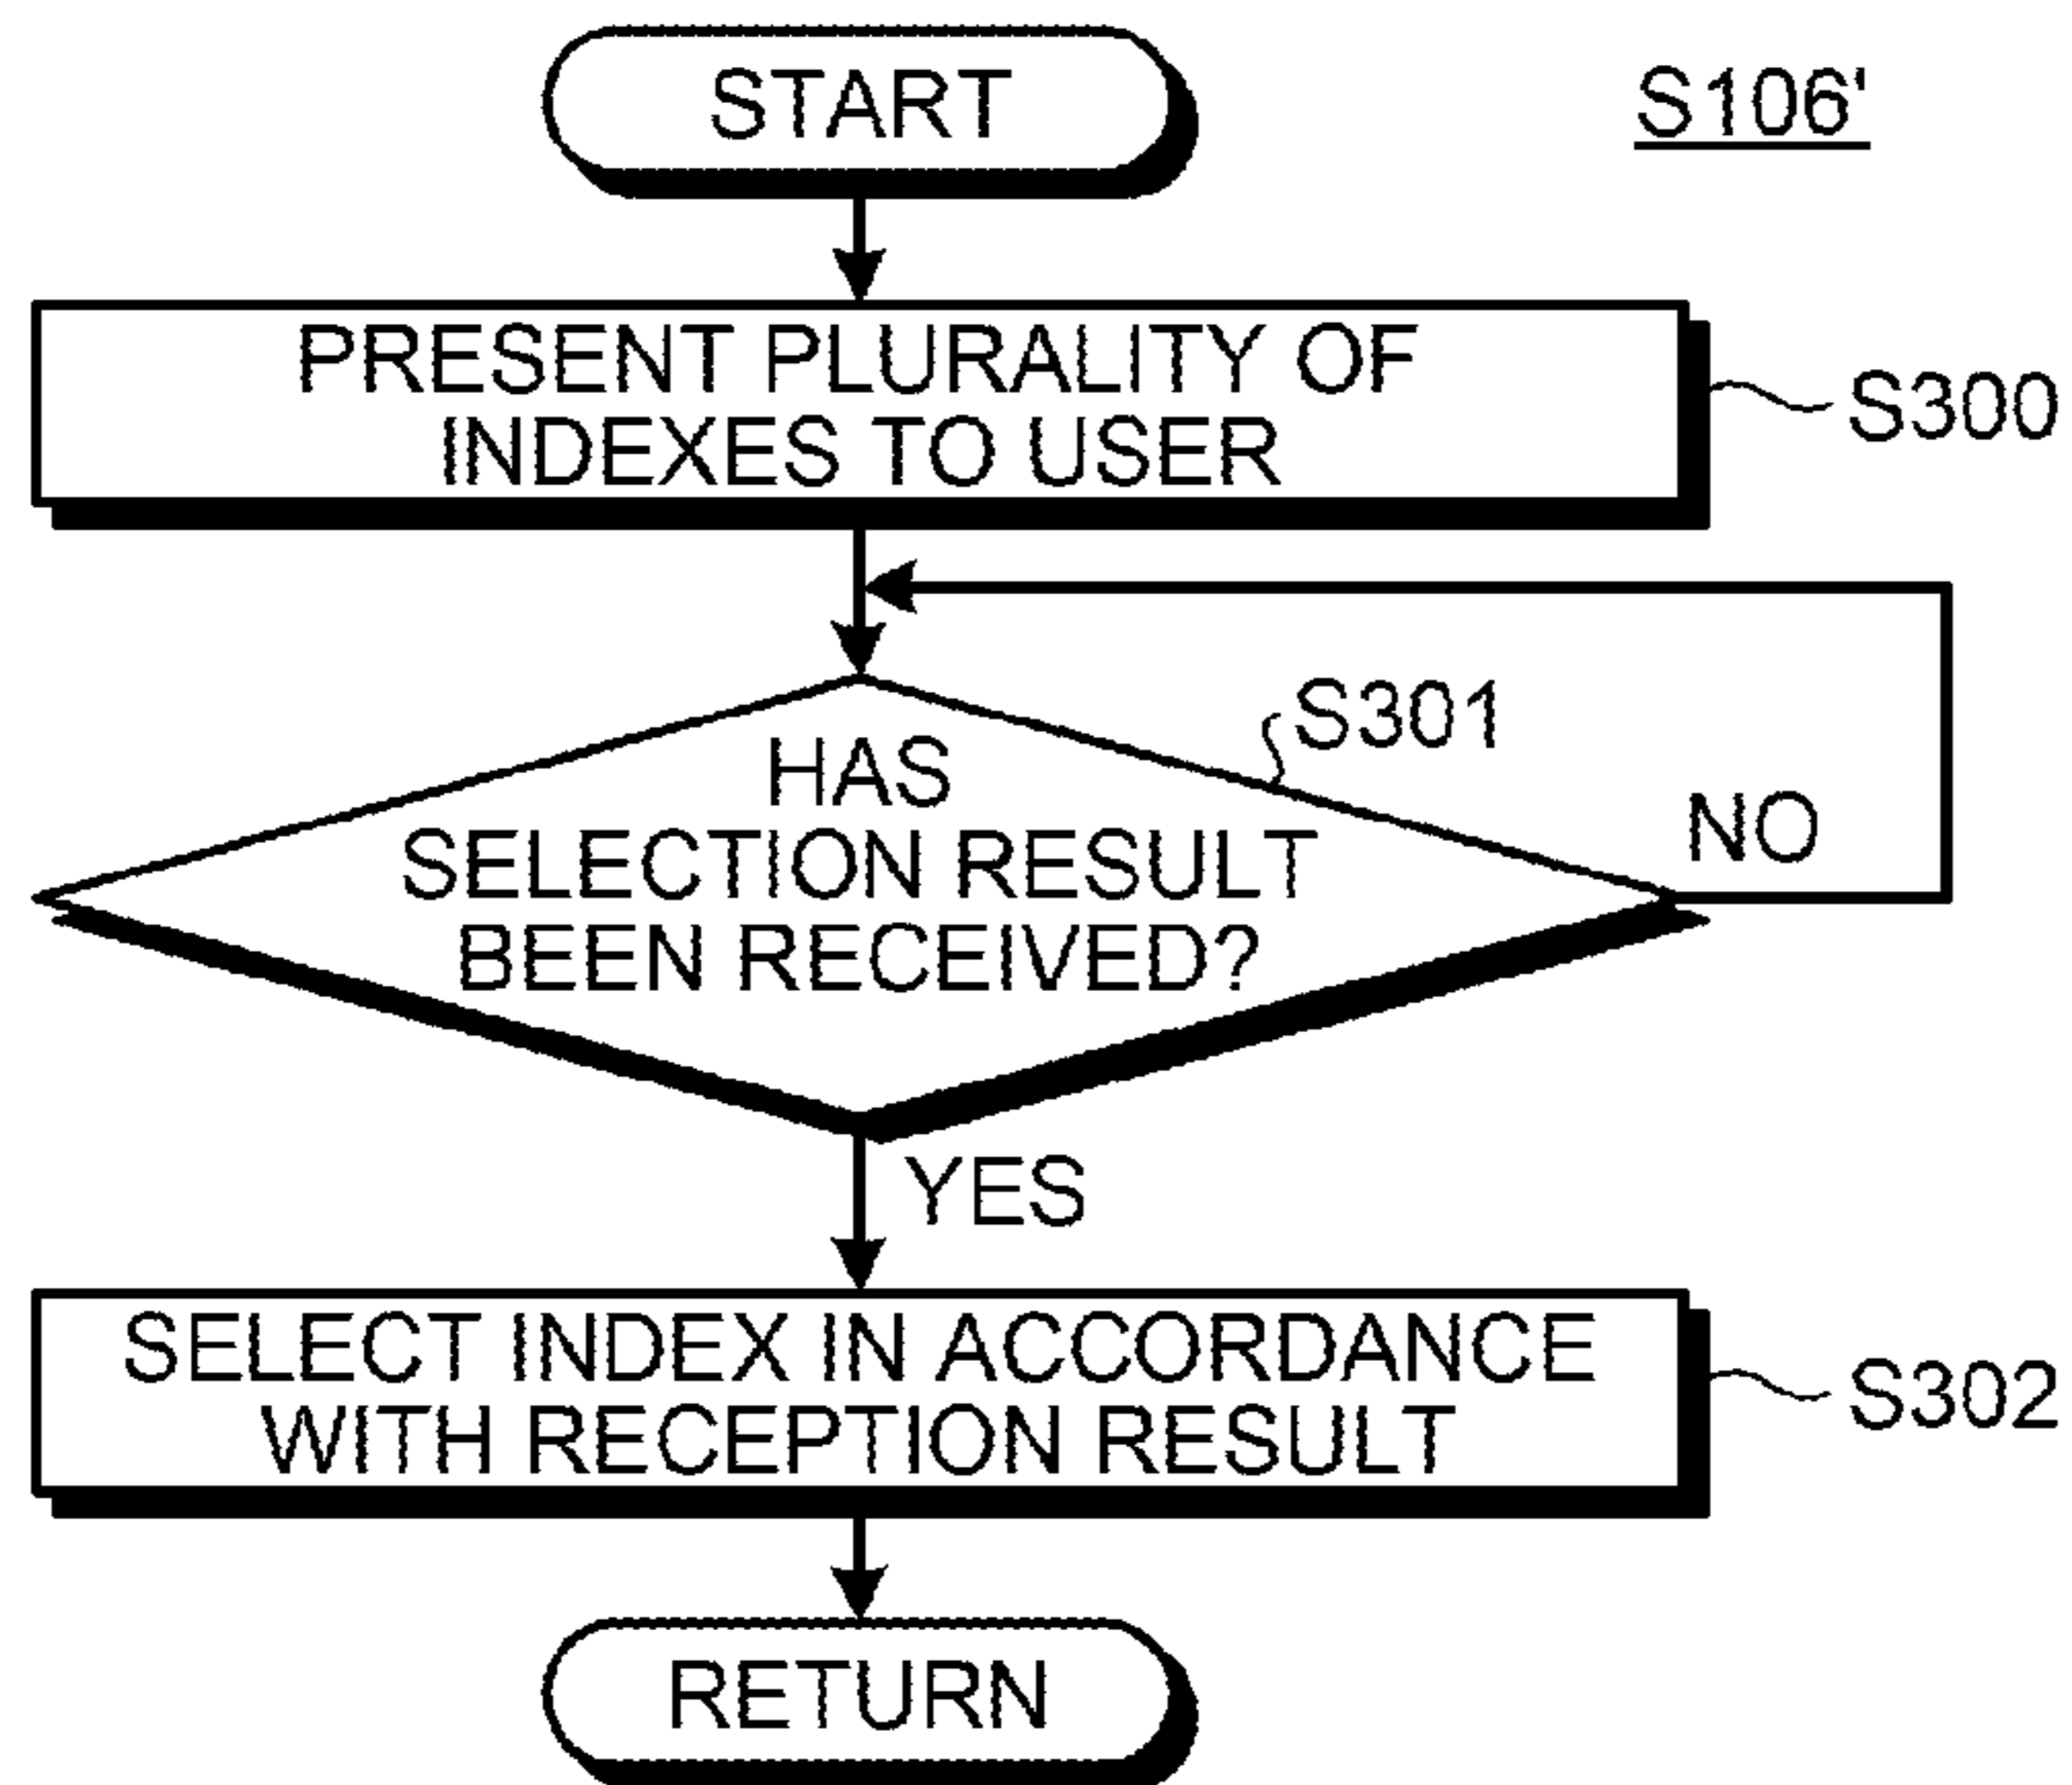 START
S106'
PRESENT PLURALITY OF
INDEXES TO USER
S300
S301
HAS
SELECTION RESULT
BEEN RECEIVED?
NO
YES
SELECT INDEX IN ACCORDANCE
WITH RECEPTION RESULT
S302
RETURN